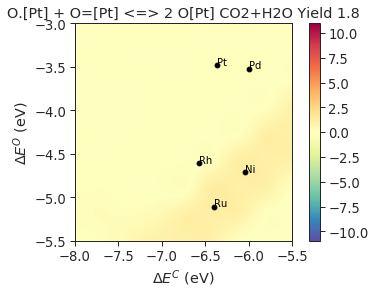 O.[Pt] + O=[Pt] <=> 2 O[Pt] CO2+H2O Yield 1.8
−3.0
−3.5
−4.0
−4.5
−5.0
−5.5
ΔE^O (eV)
Pt
Pd
Rh
Ni
Ru
−8.0 −7.5 −7.0 −6.5 −6.0 −5.5
ΔE^C (eV)
10.0
7.5
5.0
2.5
0.0
−2.5
−5.0
−7.5
−10.0